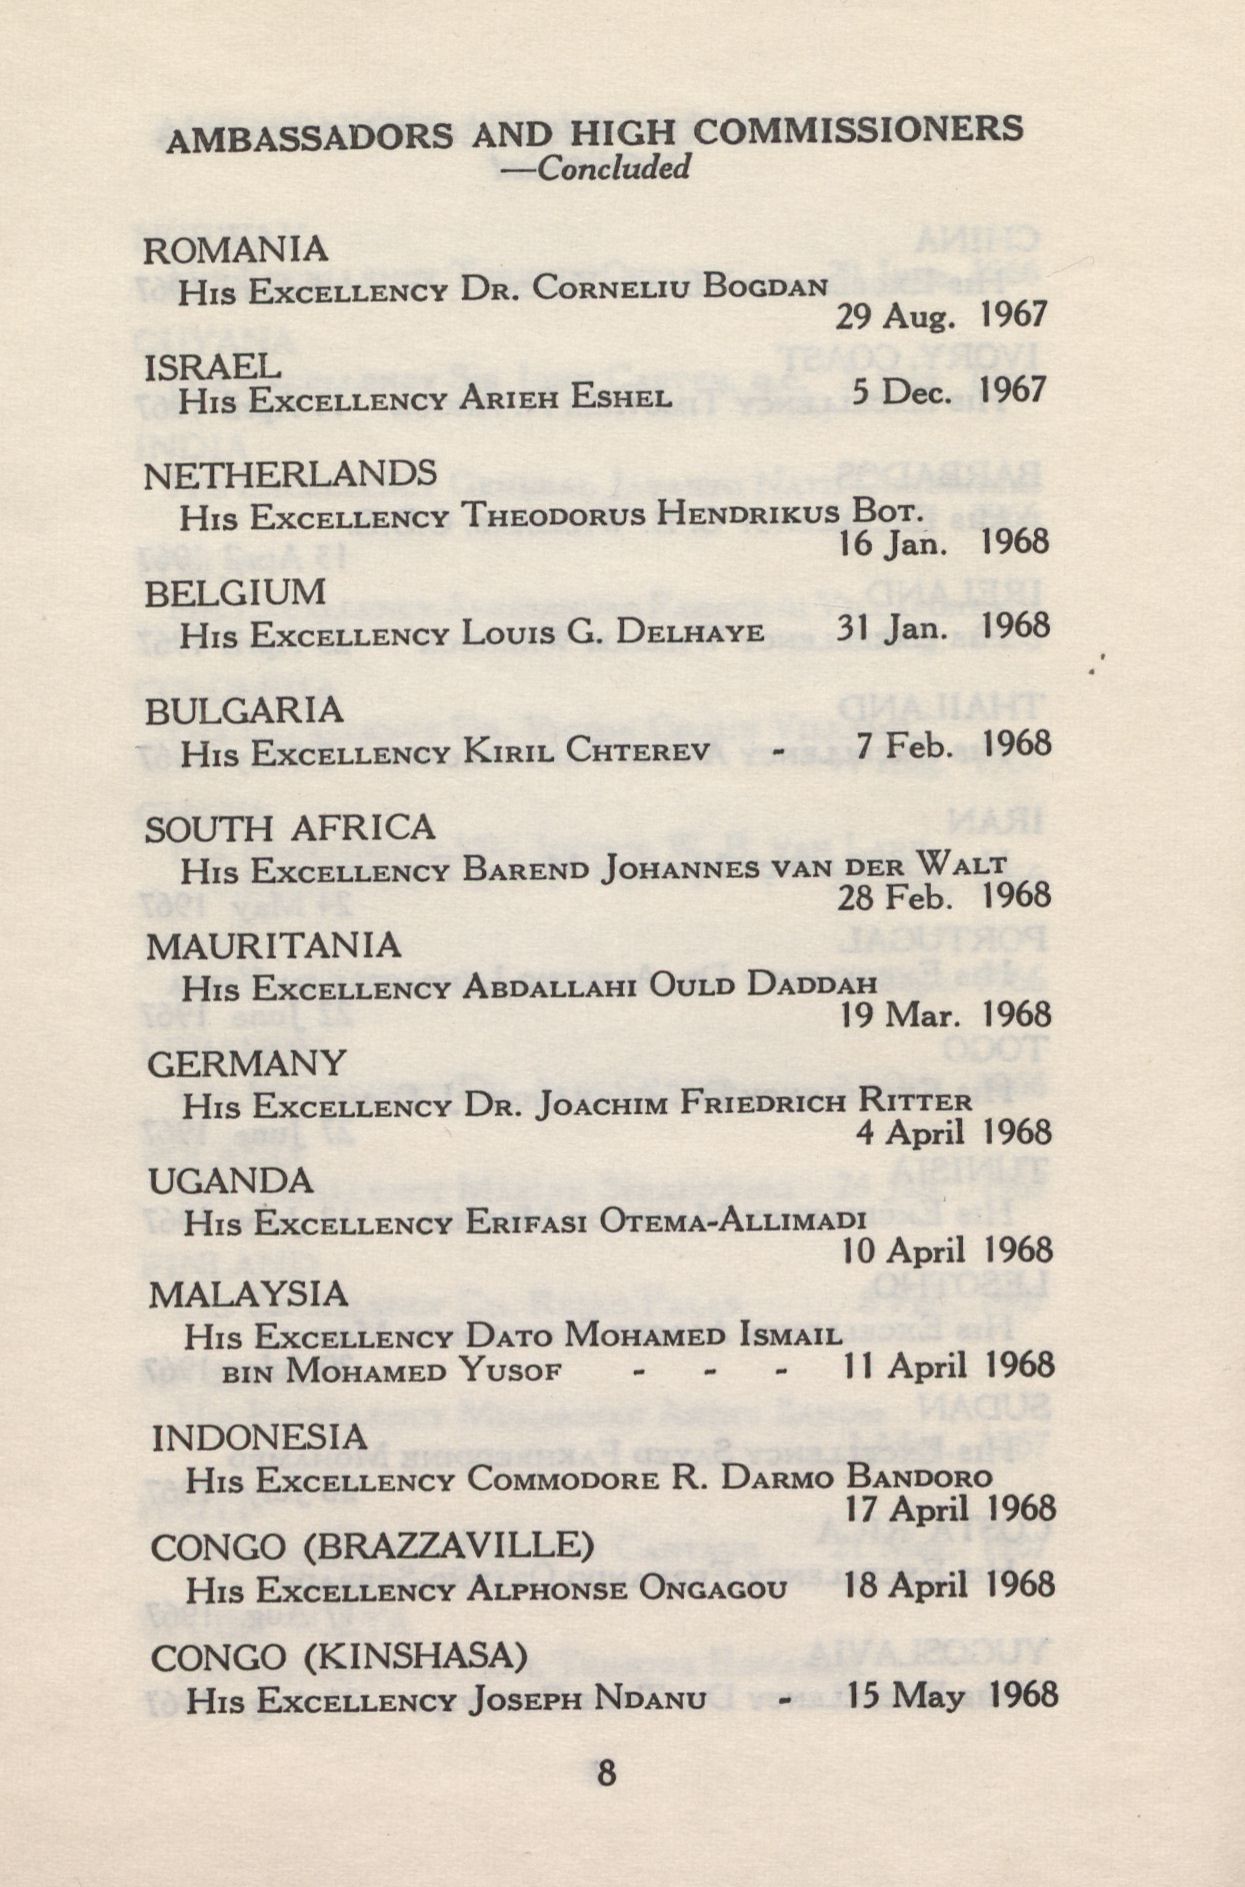 AMBASSADORS AND HIGH COMMISSIONERS
—Concluded
ROMANIA
His Excellency Dr. Corneliu Bogdan
29 Aug. 1967
ISRAEL
His Excellency Arieh Eshel 5 Dec. 1967
NETHERLANDS
His Excellency Theodorus Hendrikus Bot.
16 Jan. 1968
BELGIUM
His Excellency Louis G. Delhaye 31 Jan. 1968
BULGARIA
His Excellency Kiril Chterev - 7 Feb. 1968
SOUTH AFRICA
His Excellency Barend Johannes van der Walt
28 Feb. 1968
MAURITANIA
His Excellency Abdallahi Ould Daddah
19 Mar. 1968
GERMANY
His Excellency Dr. Joachim Friedrich Ritter
4 April 1968
UGANDA
His Excellency Erifasi Otema-Allimadi
10 April 1968
MALAYSIA
His Excellency Dato Mohamed Ismail
bin Mohamed Yusof - - - 11 April 1968
INDONESIA
His Excellency Commodore R. Darmo Bandoro
17 April 1968
CONGO (BRAZZAVILLE)
His Excellency Alphonse Ongagou 18 April 1968
CONGO (KINSHASA)
His Excellency Joseph Ndanu - 15 May 1968
8